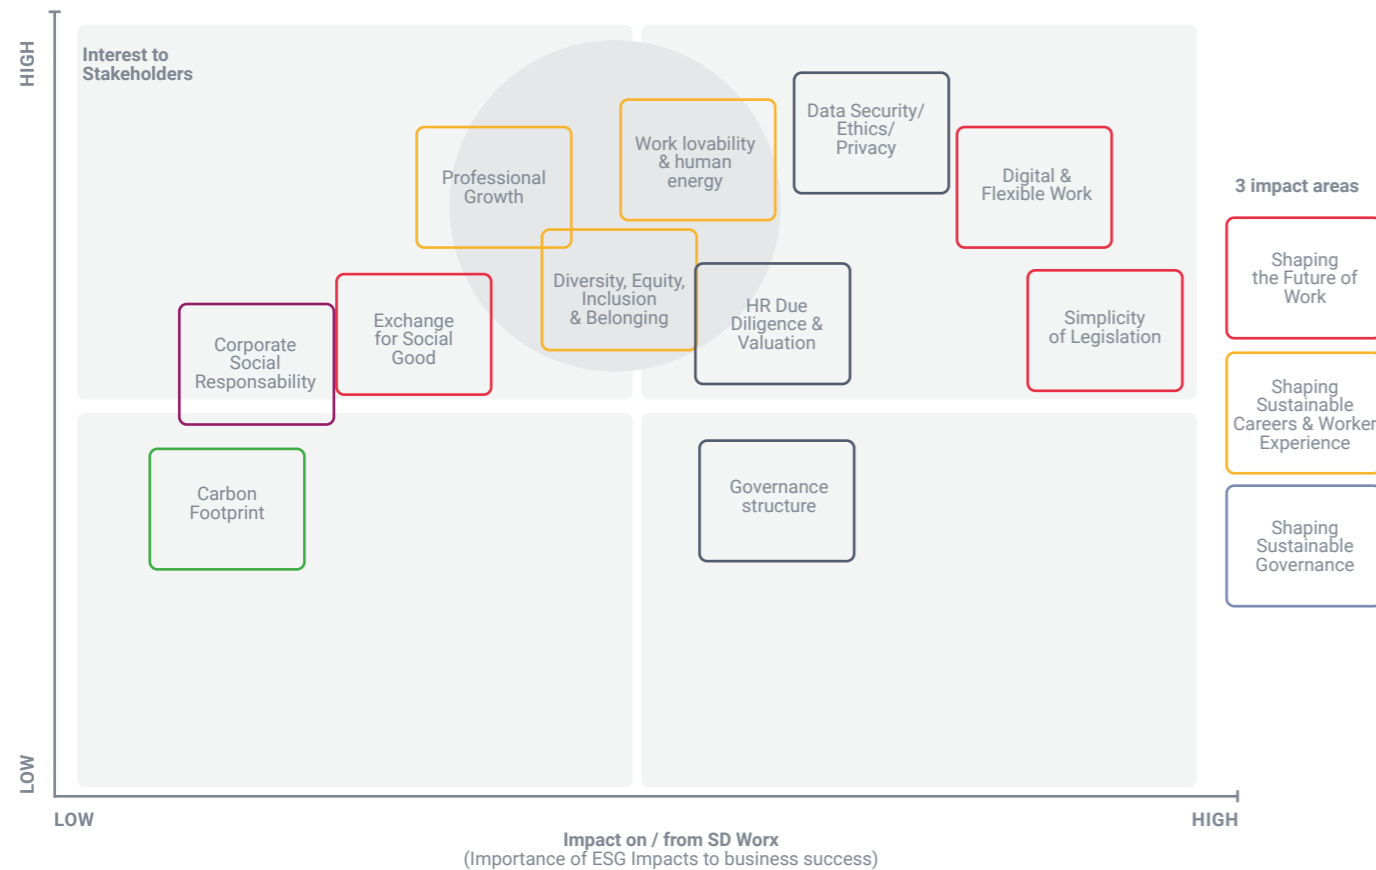 HIGH
Interest to
Stakeholders
Data Security/
Ethics/
Privacy
Work lovability
& human
energy
Professional
Growth
Digital &
Flexible Work
Diversity, Equity,
Inclusion
& Belonging
HR Due
Diligence &
Valuation
Simplicity
of Legislation
Exchange
for Social
Good
Corporate
Social
Responsability
Carbon
Footprint
Governance
structure
3 impact areas
Shaping
the Future of
Work
Shaping
Sustainable
Careers & Worker
Experience
Shaping
Sustainable
Governance
LOW
LOW
HIGH
Impact on / from SD Worx
(Importance of ESG Impacts to business success)